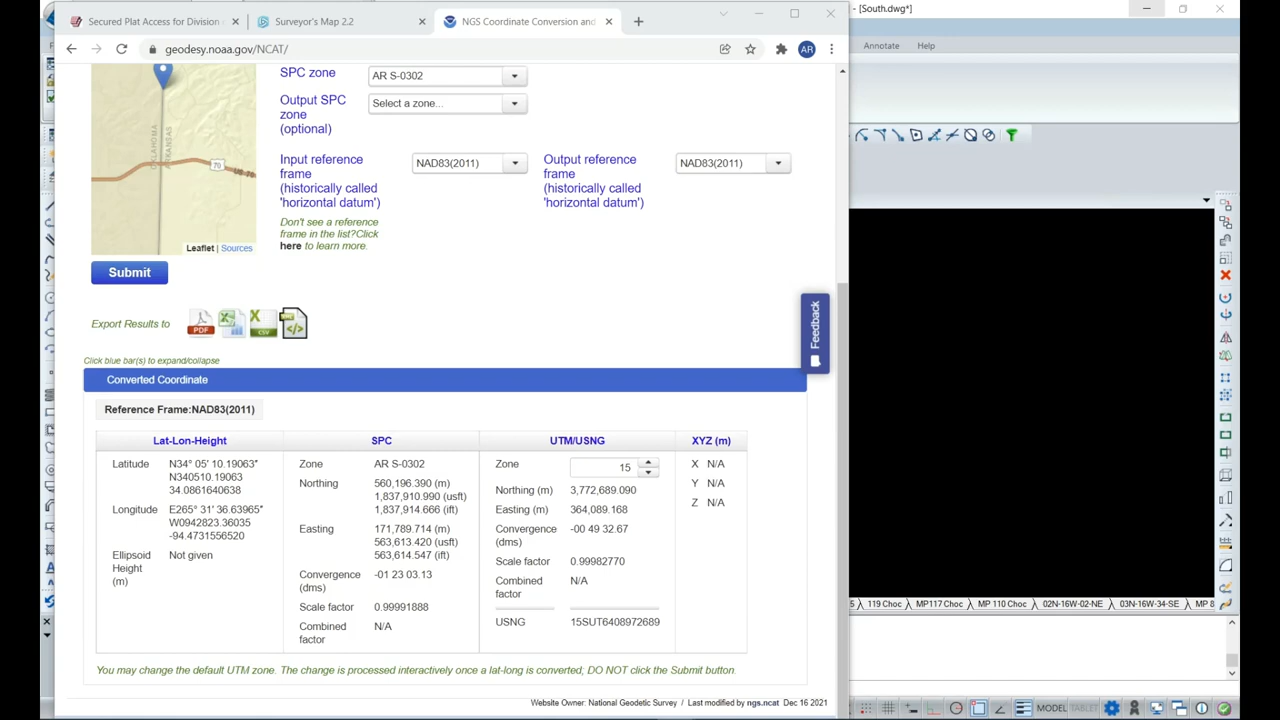 Secured Plat Access for Division
Surveyor's Map 2.2
NGS Coordinate Conversion and
- [South.dwg*]
geodesy.noaa.gov/NCAT/
AR
Annotate
Help
SPC zone
AR S-0302
Output SPC
zone
(optional)
Select a zone...
OKLAHOMA
ARKANSAS
70
Leaflet | Sources
Input reference
frame
(historically called
'horizontal datum')
NAD83(2011)
Output reference
frame
(historically called
'horizontal datum')
NAD83(2011)
Don't see a reference
frame in the list?Click
here to learn more.
Submit
Feedback
Export Results to
PDF
X
CSV
Click blue bar(s) to expand/collapse
Converted Coordinate
Reference Frame:NAD83(2011)
Lat-Lon-Height
SPC
UTM/USNG
XYZ (m)
Latitude
N34° 05' 10.19063"
N340510.19063
34.0861640638
Longitude
E265° 31' 36.63965"
W0942823.36035
-94.4731556520
Ellipsoid
Height
(m)
Not given
Zone
AR S-0302
Northing
560,196.390 (m)
1,837,910.990 (usft)
1,837,914.666 (ift)
Easting
171,789.714 (m)
563,613.420 (usft)
563,614.547 (ift)
Convergence
(dms)
-01 23 03.13
Scale factor
0.99991888
Combined
factor
N/A
Zone
15
Northing (m)
3,772,689.090
Easting (m)
364,089.168
Convergence
(dms)
-00 49 32.67
Scale factor
0.99982770
Combined
factor
N/A
USNG
15SUT6408972689
X N/A
Y N/A
Z N/A
You may change the default UTM zone. The change is processed interactively once a lat-long is converted; DO NOT click the Submit button.
Website Owner: National Geodetic Survey / Last modified by ngs.ncat Dec 16 2021
5
119 Choc
MP117 Choc
MP 110 Choc
02N-16W-02-NE
03N-16W-34-SE
MP 8
MODEL
TABLET